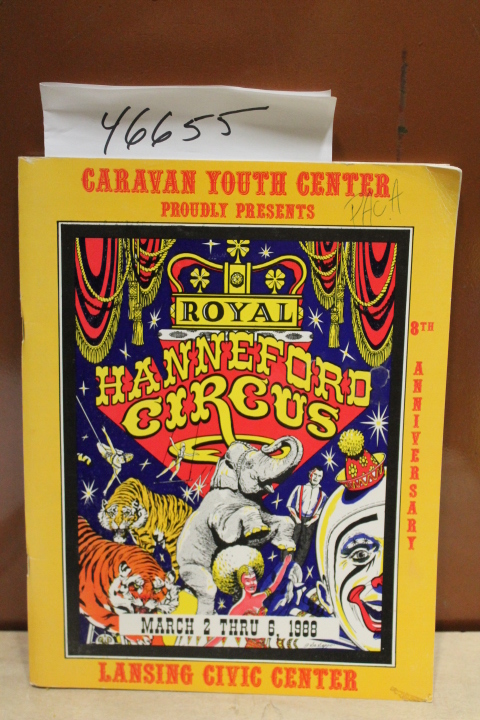 46655
CARAVAN YOUTH CENTER
PROUDLY PRESENTS
ROYAL
HANNEFORD
CIRCUS
8TH ANNIVERSARY
MARCH 2 THRU 6, 1988
LANSING CIVIC CENTER